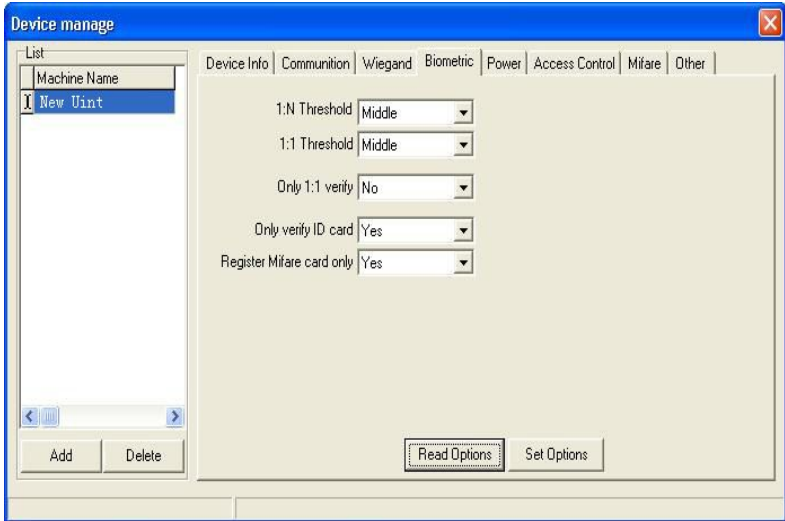 Device manage
List
Machine Name
New Uint
Add Delete
Device Info Communition Wiegand Biometric Power Access Control Mifare Other
1:N Threshold Middle
1:1 Threshold Middle
Only 1:1 verify No
Only verify ID card Yes
Register Mifare card only Yes
Read Options Set Options